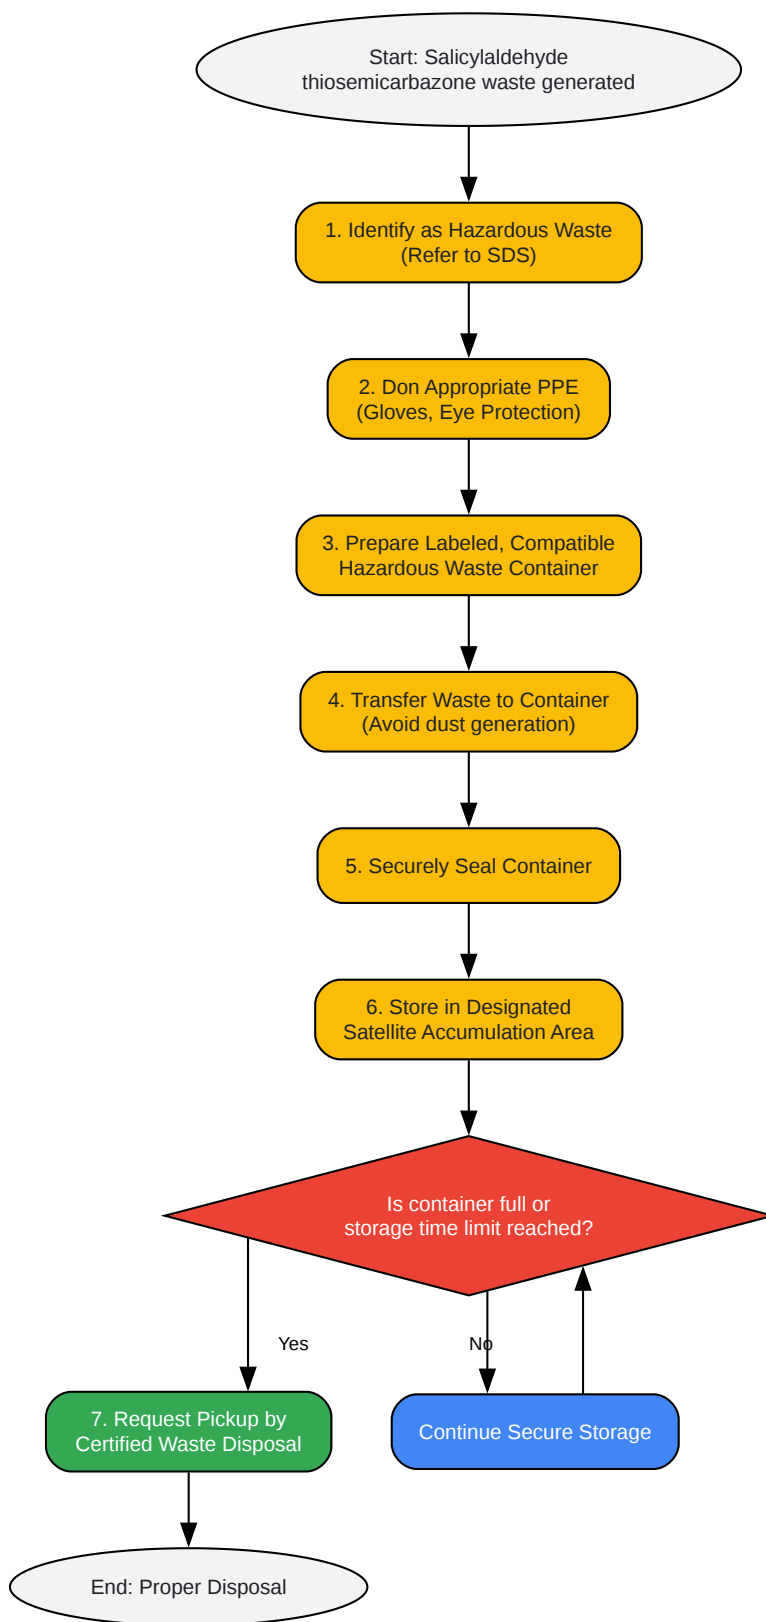 Start: Salicylaldehyde
thiosemicarbazone waste generated
1. Identify as Hazardous Waste
(Refer to SDS)
2. Don Appropriate PPE
(Gloves, Eye Protection)
3. Prepare Labeled, Compatible
Hazardous Waste Container
4. Transfer Waste to Container
(Avoid dust generation)
5. Securely Seal Container
6. Store in Designated
Satellite Accumulation Area
Is container full or
storage time limit reached?
Yes
No
7. Request Pickup by
Certified Waste Disposal
Continue Secure Storage
End: Proper Disposal